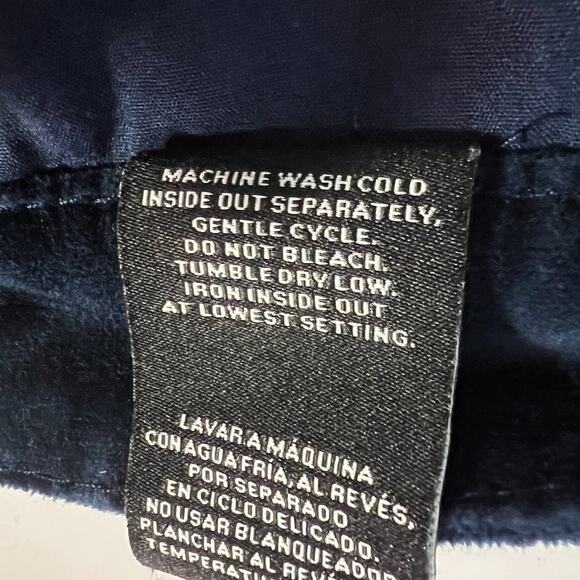 MACHINE WASH COLD
INSIDE OUT SEPARATELY,
GENTLE CYCLE.
DO NOT BLEACH.
TUMBLE DRY LOW.
IRON INSIDE OUT
AT LOWEST SETTING.
LAVAR A MÁQUINA
CON AGUA FRÍA, AL REVÉS,
POR SEPARADO
EN CICLO DELICADO.
NO USAR BLANQUEADOR.
PLANCHAR AL REVÉS